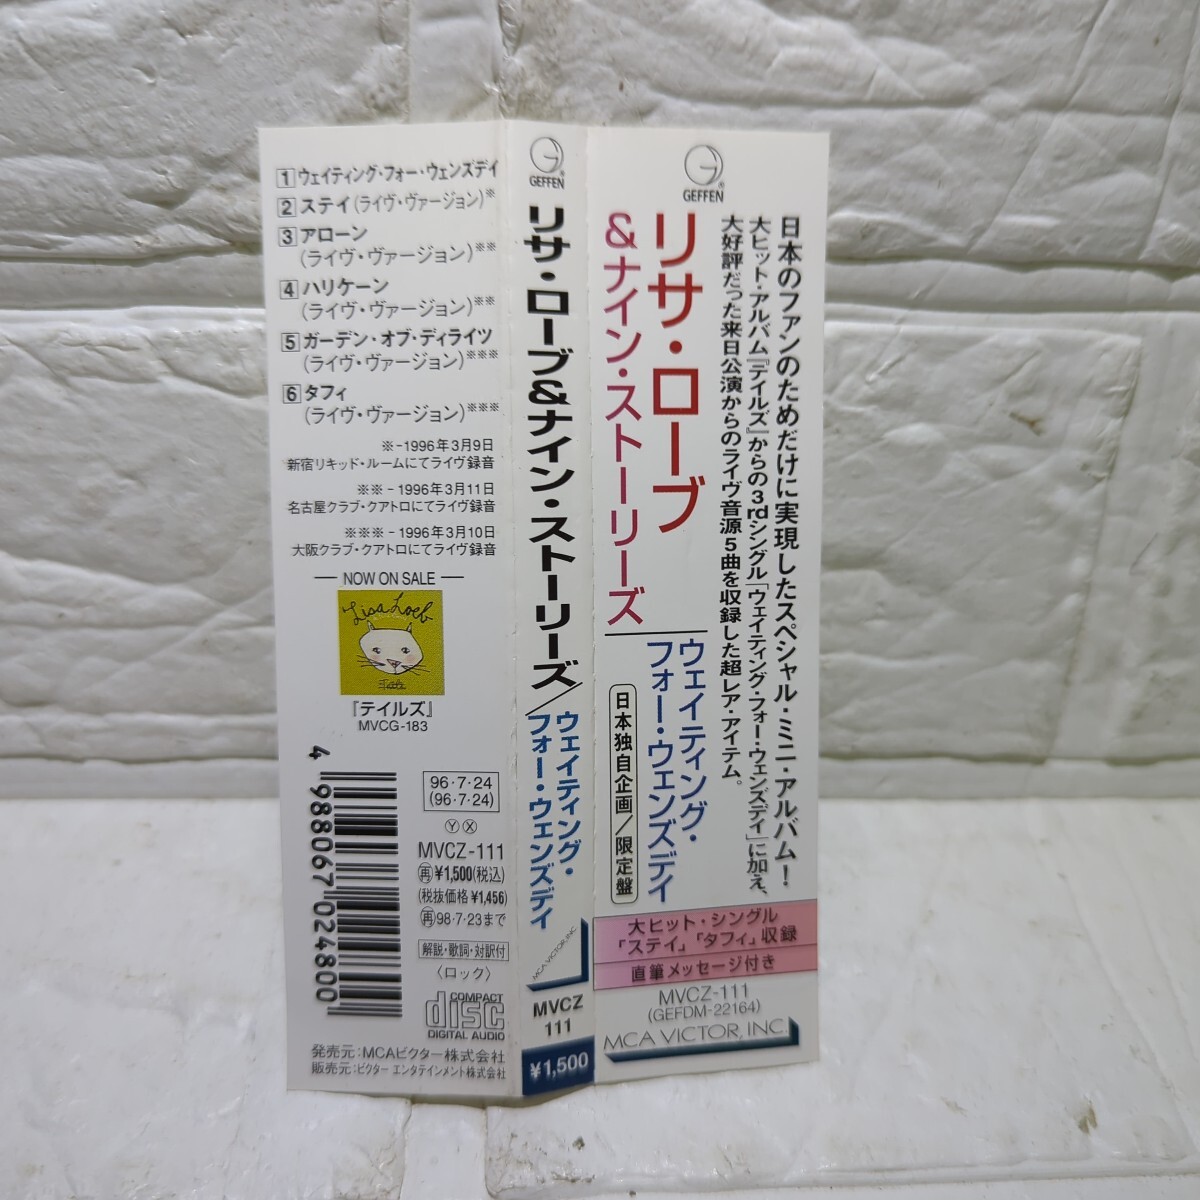 1 ウェイティング・フォー・ウェンズデイ
2 ステイ(ライヴ・ヴァージョン)※
3 アローン
(ライヴ・ヴァージョン)※※
4 ハリケーン
(ライヴ・ヴァージョン)※※
5 ガーデン・オブ・ディライツ
(ライヴ・ヴァージョン)※※※
6 タフィ
(ライヴ・ヴァージョン)※※※
※-1996年3月9日
新宿リキッド・ルームにてライヴ録音
※※-1996年3月11日
名古屋クラブ・クアトロにてライヴ録音
※※※-1996年3月10日
大阪クラブ・クアトロにてライヴ録音
NOW ON SALE
Lisa Loeb
Tails
『テイルズ』
MVCG-183
4 988067 024800
96・7・24
(96・7・24)
Ⓨ Ⓧ
MVCZ-111
再¥1,500(税込)
(税抜価格¥1,456)
再98・7・23まで
解説・歌詞・対訳付
〈ロック〉
COMPACT
disc
DIGITAL AUDIO
発売元:MCAビクター株式会社
販売元:ビクター エンタテインメント株式会社
G®
GEFFEN
リサ・ローブ&ナイン・ストーリーズ/
ウェイティング・
フォー・ウェンズデイ
MCA VICTOR, INC.
MVCZ
111
¥1,500
G®
GEFFEN
日本のファンのためだけに実現したスペシャル・ミニ・アルバム!
大ヒット・アルバム『テイルズ』からの3rdシングル「ウェイティング・フォー・ウェンズデイ」に加え、
大好評だった来日公演からのライヴ音源5曲を収録した超レア・アイテム。
リサ・ローブ
&ナイン・ストーリーズ
ウェイティング・
フォー・ウェンズデイ
日本独自企画/限定盤
大ヒット・シングル
「ステイ」「タフィ」収録
直筆メッセージ付き
MVCZ-111
(GEFDM-22164)
MCA VICTOR, INC.